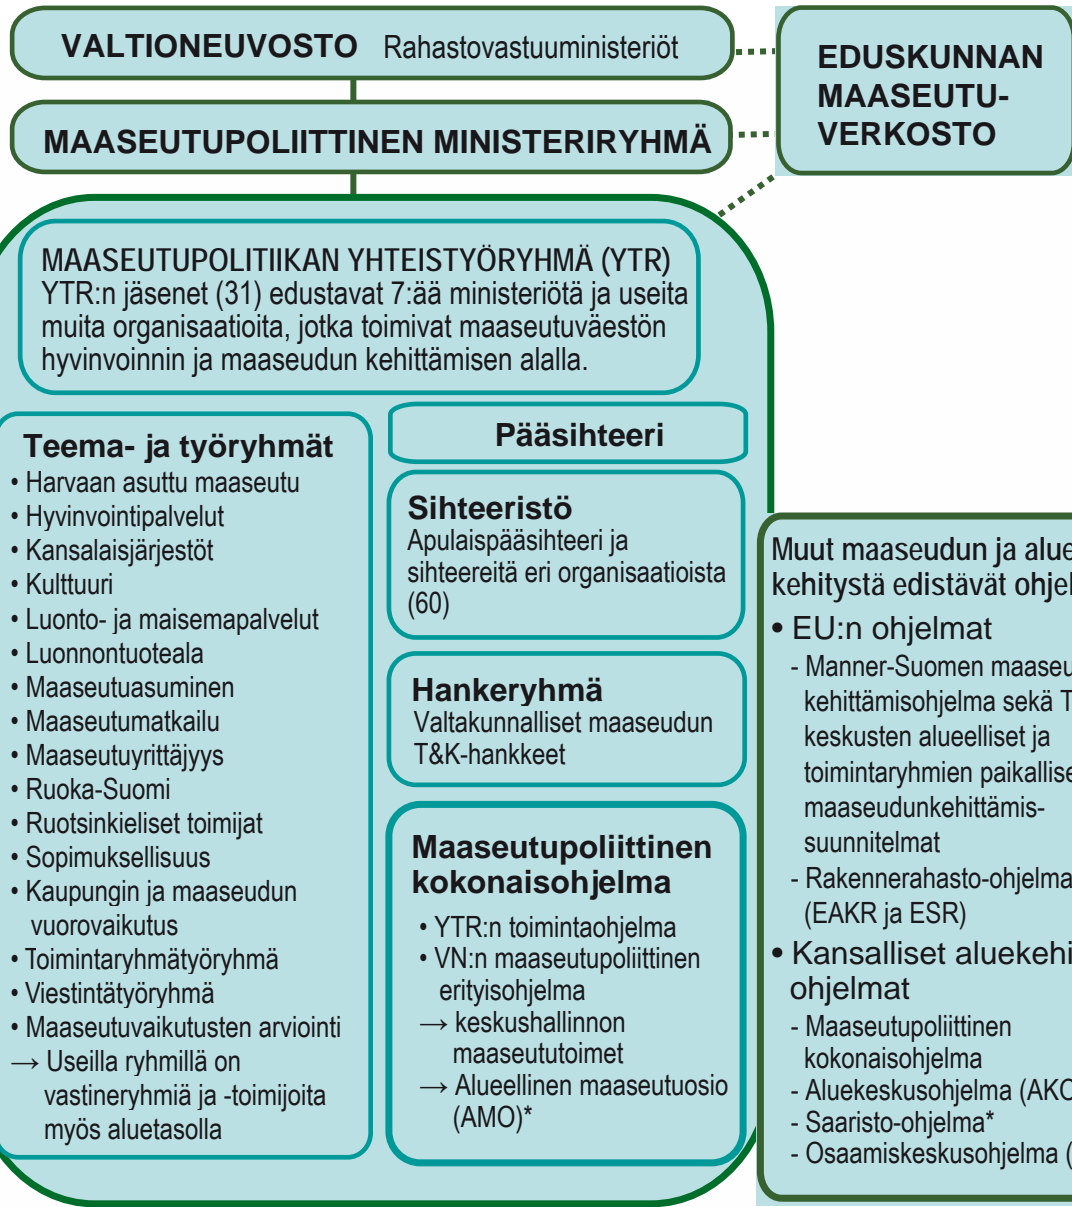 VALTIONEUVOSTO Rahastovastuuministeriöt
EDUSKUNNAN
MAASEUTU-
VERKOSTO
MAASEUTUPOLIITTINEN MINISTERIRYHMÄ
MAASEUTUPOLITIIKAN YHTEISTYÖRYHMÄ (YTR)
YTR:n jäsenet (31) edustavat 7:ää ministeriötä ja useita
muita organisaatioita, jotka toimivat maaseutuväestön
hyvinvoinnin ja maaseudun kehittämisen alalla.
Teema- ja työryhmät
• Harvaan asuttu maaseutu
• Hyvinvointipalvelut
• Kansalaisjärjestöt
• Kulttuuri
• Luonto- ja maisemapalvelut
• Luonnontuoteala
• Maaseutuasuminen
• Maaseutumatkailu
• Maaseutuyrittäjyys
• Ruoka-Suomi
• Ruotsinkieliset toimijat
• Sopimuksellisuus
• Kaupungin ja maaseudun
vuorovaikutus
• Toimintaryhmätyöryhmä
• Viestintätyöryhmä
• Maaseutuvaikutusten arviointi
→ Useilla ryhmillä on
vastineryhmiä ja -toimijoita
myös aluetasolla
Pääsihteeri
Sihteeristö
Apulaispääsihteeri ja
sihteereitä eri organisaatioista
(60)
Hankeryhmä
Valtakunnalliset maaseudun
T&K-hankkeet
Maaseutupoliittinen
kokonaisohjelma
• YTR:n toimintaohjelma
• VN:n maaseutupoliittinen
erityisohjelma
→ keskushallinnon
maaseututoimet
→ Alueellinen maaseutuosio
(AMO)*
Muut maaseudun ja alue
kehitystä edistävät ohjel
• EU:n ohjelmat
- Manner-Suomen maaseu
kehittämisohjelma sekä T
keskusten alueelliset ja
toimintaryhmien paikallise
maaseudunkehittämis-
suunnitelmat
- Rakennerahasto-ohjelma
(EAKR ja ESR)
• Kansalliset aluekehi
ohjelmat
- Maaseutupoliittinen
kokonaisohjelma
- Aluekeskusohjelma (AKO
- Saaristo-ohjelma*
- Osaamiskeskusohjelma (